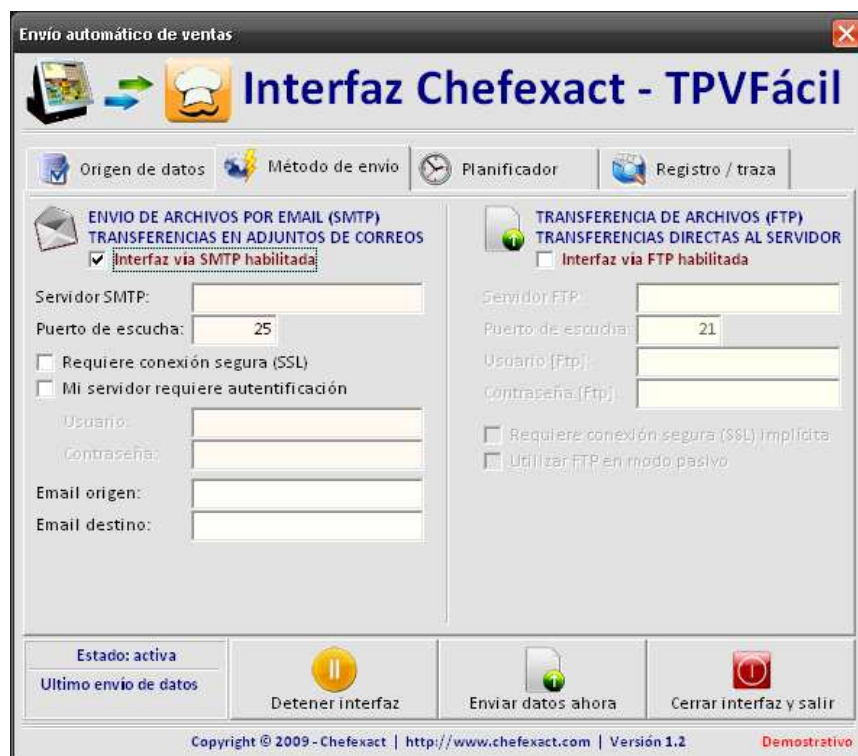 Envío automático de ventas
Interfaz Chefexact - TPVFácil
Origen de datos
Método de envío
Planificador
Registro / traza
ENVIO DE ARCHIVOS POR EMAIL (SMTP)
TRANSFERENCIAS EN ADJUNTOS DE CORREOS
Interfaz vía SMTP habilitada
Servidor SMTP:
Puerto de escucha: 25
Requiere conexión segura (SSL)
Mi servidor requiere autentificación
Usuario:
Contraseña:
Email origen:
Email destino:
TRANSFERENCIA DE ARCHIVOS (FTP)
TRANSFERENCIAS DIRECTAS AL SERVIDOR
Interfaz vía FTP habilitada
Servidor FTP:
Puerto de escucha: 21
Usuario [Ftp]:
Contraseña [Ftp]:
Requiere conexión segura (SSL) implícita
Utilizar FTP en modo pasivo
Estado: activa
Ultimo envío de datos
Detener interfaz
Enviar datos ahora
Cerrar interfaz y salir
Copyright © 2009 - Chefexact | http://www.chefexact.com | Versión 1.2
Demostrativo